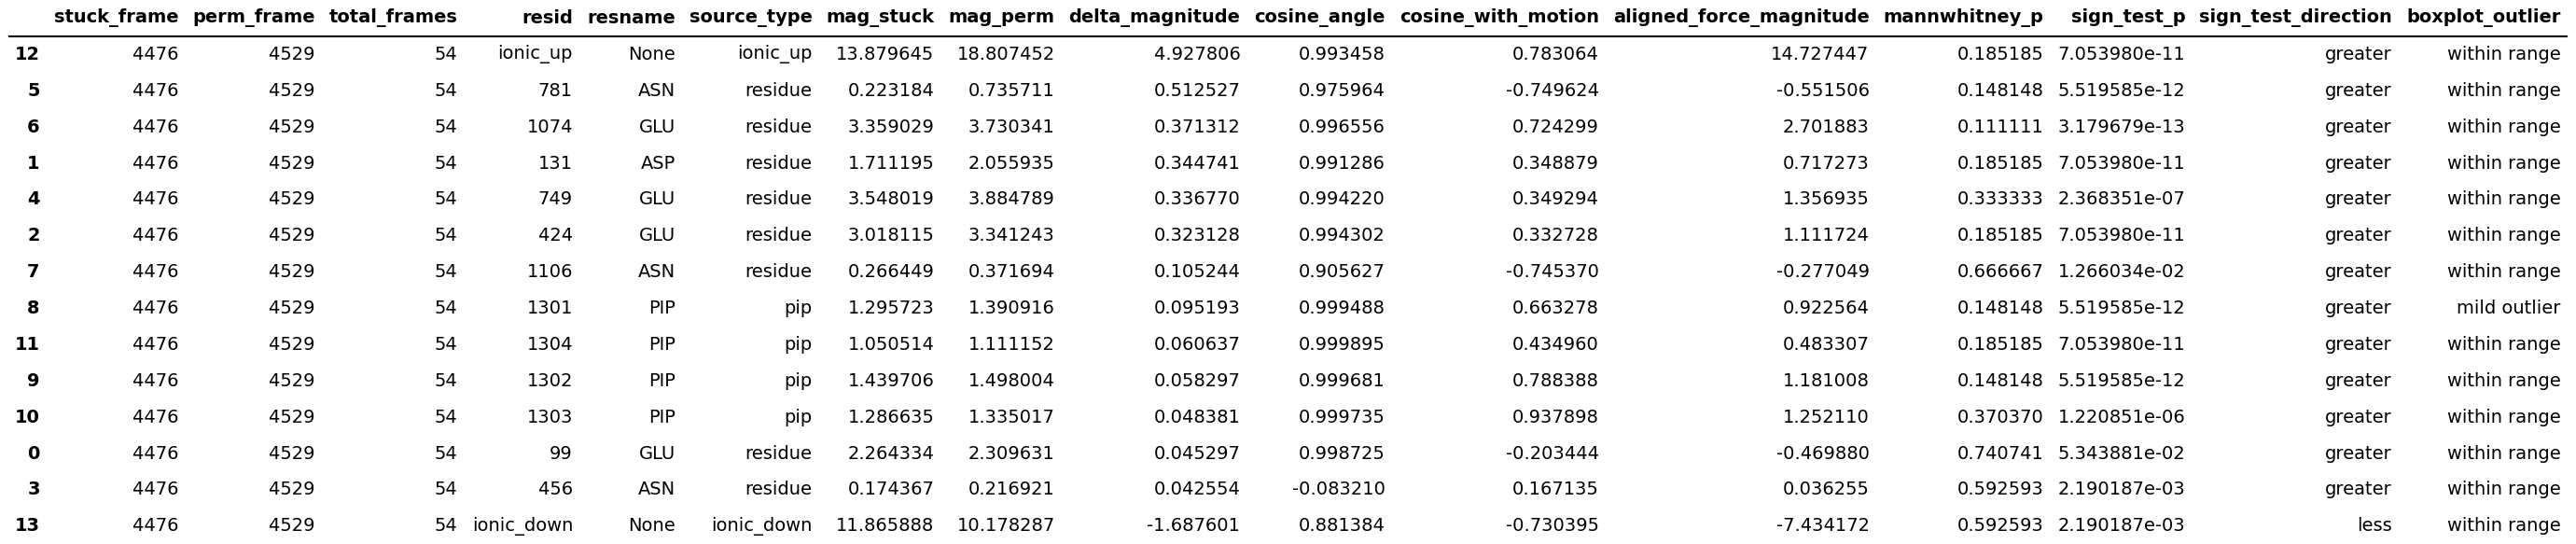 stuck_frame perm_frame total_frames resid resname source_type mag_stuck mag_perm delta_magnitude cosine_angle cosine_with_motion aligned_force_magnitude mannwhitney_p sign_test_p sign_test_direction boxplot_outlier
12 4476 4529 54 ionic_up None ionic_up 13.879645 18.807452 4.927806 0.993458 0.783064 14.727447 0.185185 7.053980e-11 greater within range
5 4476 4529 54 781 ASN residue 0.223184 0.735711 0.512527 0.975964 -0.749624 -0.551506 0.148148 5.519585e-12 greater within range
6 4476 4529 54 1074 GLU residue 3.359029 3.730341 0.371312 0.996556 0.724299 2.701883 0.111111 3.179679e-13 greater within range
1 4476 4529 54 131 ASP residue 1.711195 2.055935 0.344741 0.991286 0.348879 0.717273 0.185185 7.053980e-11 greater within range
4 4476 4529 54 749 GLU residue 3.548019 3.884789 0.336770 0.994220 0.349294 1.356935 0.333333 2.368351e-07 greater within range
2 4476 4529 54 424 GLU residue 3.018115 3.341243 0.323128 0.994302 0.332728 1.111724 0.185185 7.053980e-11 greater within range
7 4476 4529 54 1106 ASN residue 0.266449 0.371694 0.105244 0.905627 -0.745370 -0.277049 0.666667 1.266034e-02 greater within range
8 4476 4529 54 1301 PIP pip 1.295723 1.390916 0.095193 0.999488 0.663278 0.922564 0.148148 5.519585e-12 greater mild outlier
11 4476 4529 54 1304 PIP pip 1.050514 1.111152 0.060637 0.999895 0.434960 0.483307 0.185185 7.053980e-11 greater within range
9 4476 4529 54 1302 PIP pip 1.439706 1.498004 0.058297 0.999681 0.788388 1.181008 0.148148 5.519585e-12 greater within range
10 4476 4529 54 1303 PIP pip 1.286635 1.335017 0.048381 0.999735 0.937898 1.252110 0.370370 1.220851e-06 greater within range
0 4476 4529 54 99 GLU residue 2.264334 2.309631 0.045297 0.998725 -0.203444 -0.469880 0.740741 5.343881e-02 greater within range
3 4476 4529 54 456 ASN residue 0.174367 0.216921 0.042554 -0.083210 0.167135 0.036255 0.592593 2.190187e-03 greater within range
13 4476 4529 54 ionic_down None ionic_down 11.865888 10.178287 -1.687601 0.881384 -0.730395 -7.434172 0.592593 2.190187e-03 less within range